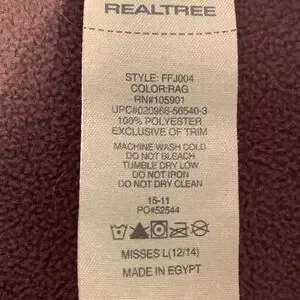 REALTREE
STYLE: FFJ004
COLOR:RAG
RN#105901
UPC#020968-56540-3
100% POLYESTER
EXCLUSIVE OF TRIM
MACHINE WASH COLD
DO NOT BLEACH
TUMBLE DRY LOW
DO NOT IRON
DO NOT DRY CLEAN
15-11
PO#52544
MISSES L(12/14)
MADE IN EGYPT